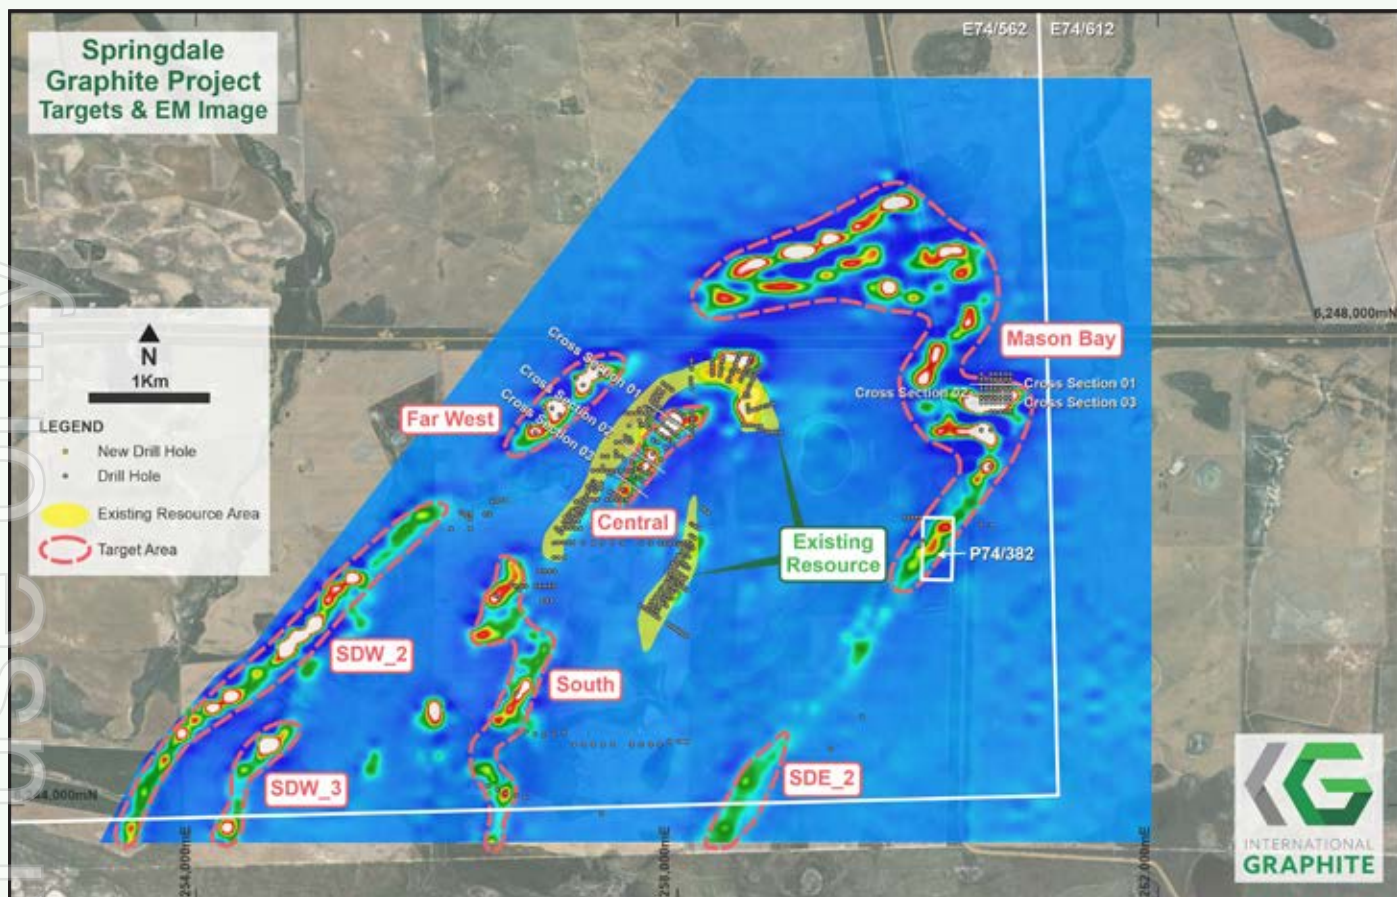 Springdale
Graphite Project
Targets & EM Image
E74/562
E74/612
N
1Km
LEGEND
New Drill Hole
Drill Hole
Existing Resource Area
Target Area
6,248,000mN
Mason Bay
Cross Section 01
Cross Section 02
Cross Section 03
Cross Section 01
Cross Section 02
Cross Section 03
Far West
Central
Existing
Resource
P74/382
SDW_2
South
SDW_3
SDE_2
254,000mE
258,000mE
262,000mE
INTERNATIONAL
GRAPHITE